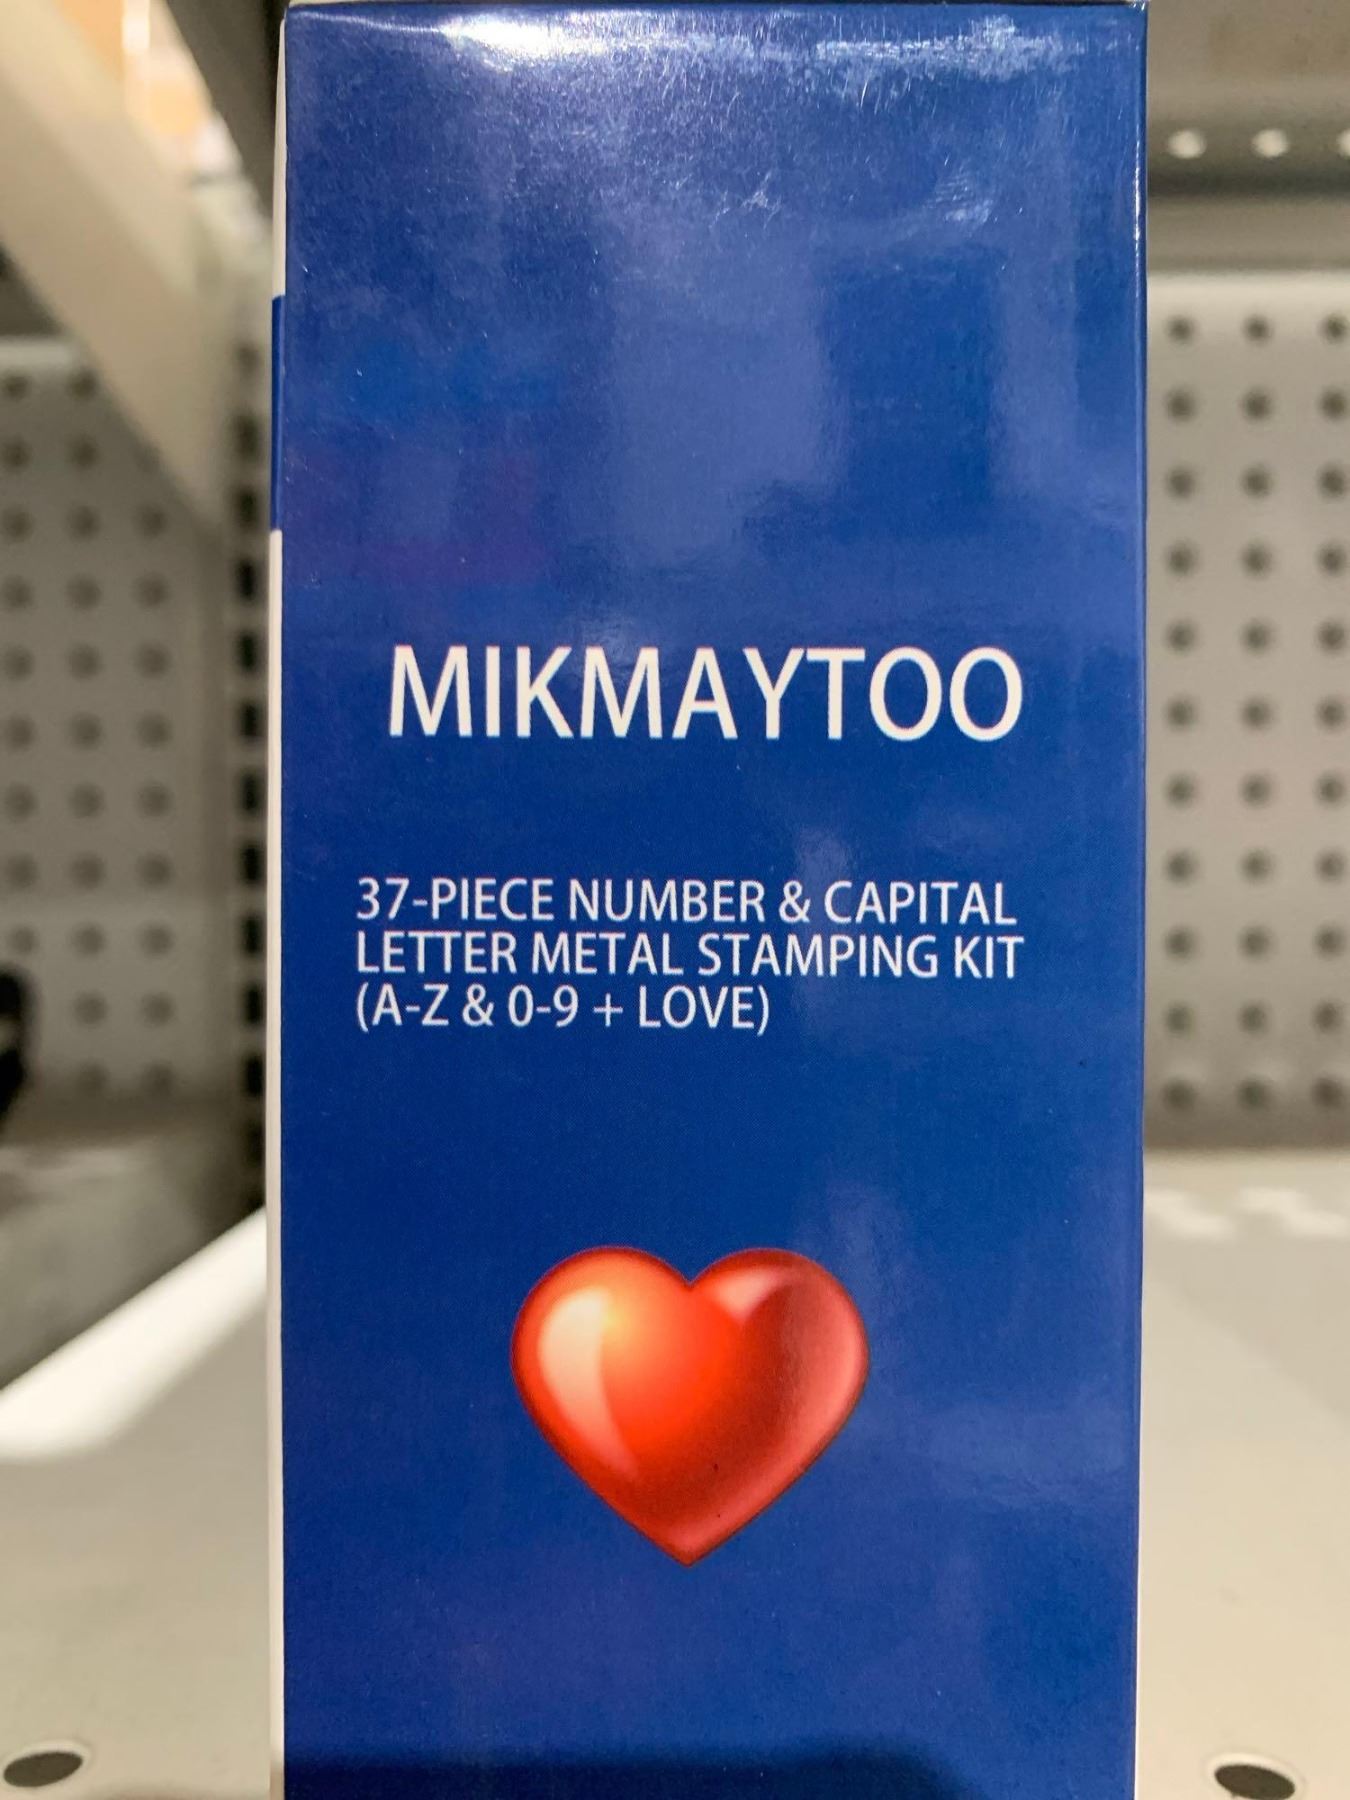 MIKMAYTOO
37-PIECE NUMBER & CAPITAL
LETTER METAL STAMPING KIT
(A-Z & 0-9 + LOVE)